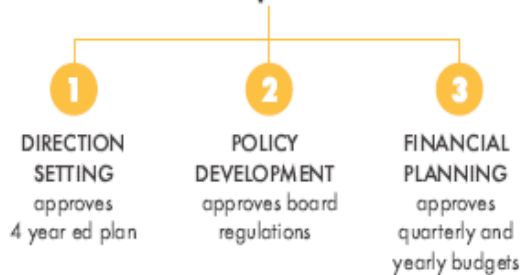 1
DIRECTION
SETTING
approves
4 year ed plan
2
POLICY
DEVELOPMENT
approves board
regulations
3
FINANCIAL
PLANNING
approves
quarterly and
yearly budgets